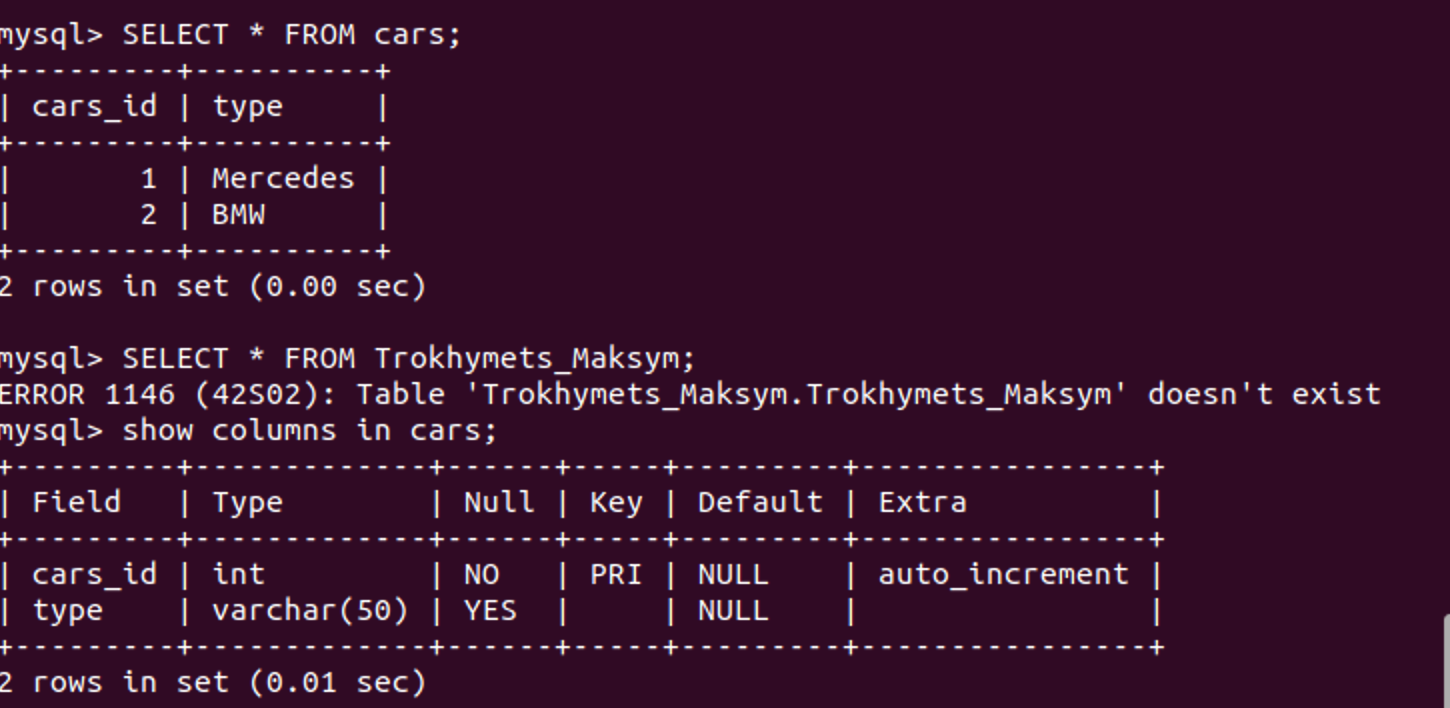 mysql> SELECT * FROM cars;
+---------+----------+
| cars_id | type     |
+---------+----------+
|       1 | Mercedes |
|       2 | BMW      |
+---------+----------+
2 rows in set (0.00 sec)

mysql> SELECT * FROM Trokhymets_Maksym;
ERROR 1146 (42S02): Table 'Trokhymets_Maksym.Trokhymets_Maksym' doesn't exist
mysql> show columns in cars;
+---------+-------------+------+-----+---------+----------------+
| Field   | Type        | Null | Key | Default | Extra          |
+---------+-------------+------+-----+---------+----------------+
| cars_id | int         | NO   | PRI | NULL    | auto_increment |
| type    | varchar(50) | YES  |     | NULL    |                |
+---------+-------------+------+-----+---------+----------------+
2 rows in set (0.01 sec)